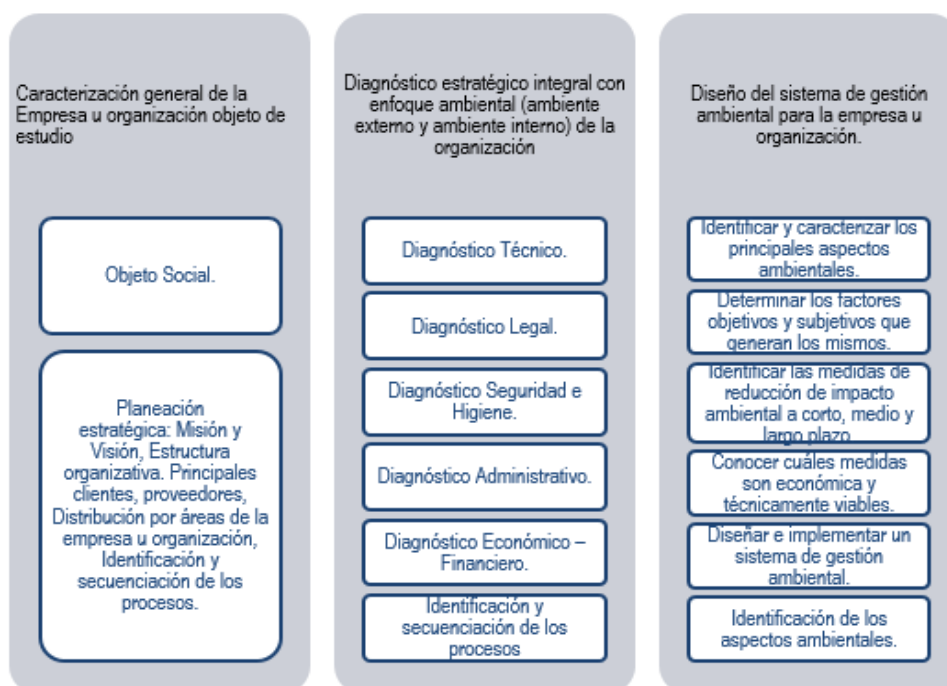 Caracterización general de la
Empresa u organización objeto de
estudio
Objeto Social.
Planeación
estratégica: Misión y
Visión, Estructura
organizativa. Principales
clientes, proveedores,
Distribución por áreas de la
empresa u organización,
Identificación y
secuenciación de los
procesos.
Diagnóstico estratégico integral con
enfoque ambiental (ambiente
externo y ambiente interno) de la
organización
Diagnóstico Técnico.
Diagnóstico Legal.
Diagnóstico Seguridad e
Higiene.
Diagnóstico Administrativo.
Diagnóstico Económico –
Financiero.
Identificación y
secuenciación de los
procesos
Diseño del sistema de gestión
ambiental para la empresa u
organización.
Identificar y caracterizar los
principales aspectos
ambientales.
Determinar los factores
objetivos y subjetivos que
generan los mismos.
Identificar las medidas de
reducción de impacto
ambiental a corto, medio y
largo plazo
Conocer cuáles medidas
son económica y
técnicamente viables.
Diseñar e implementar un
sistema de gestión
ambiental.
Identificación de los
aspectos ambientales.